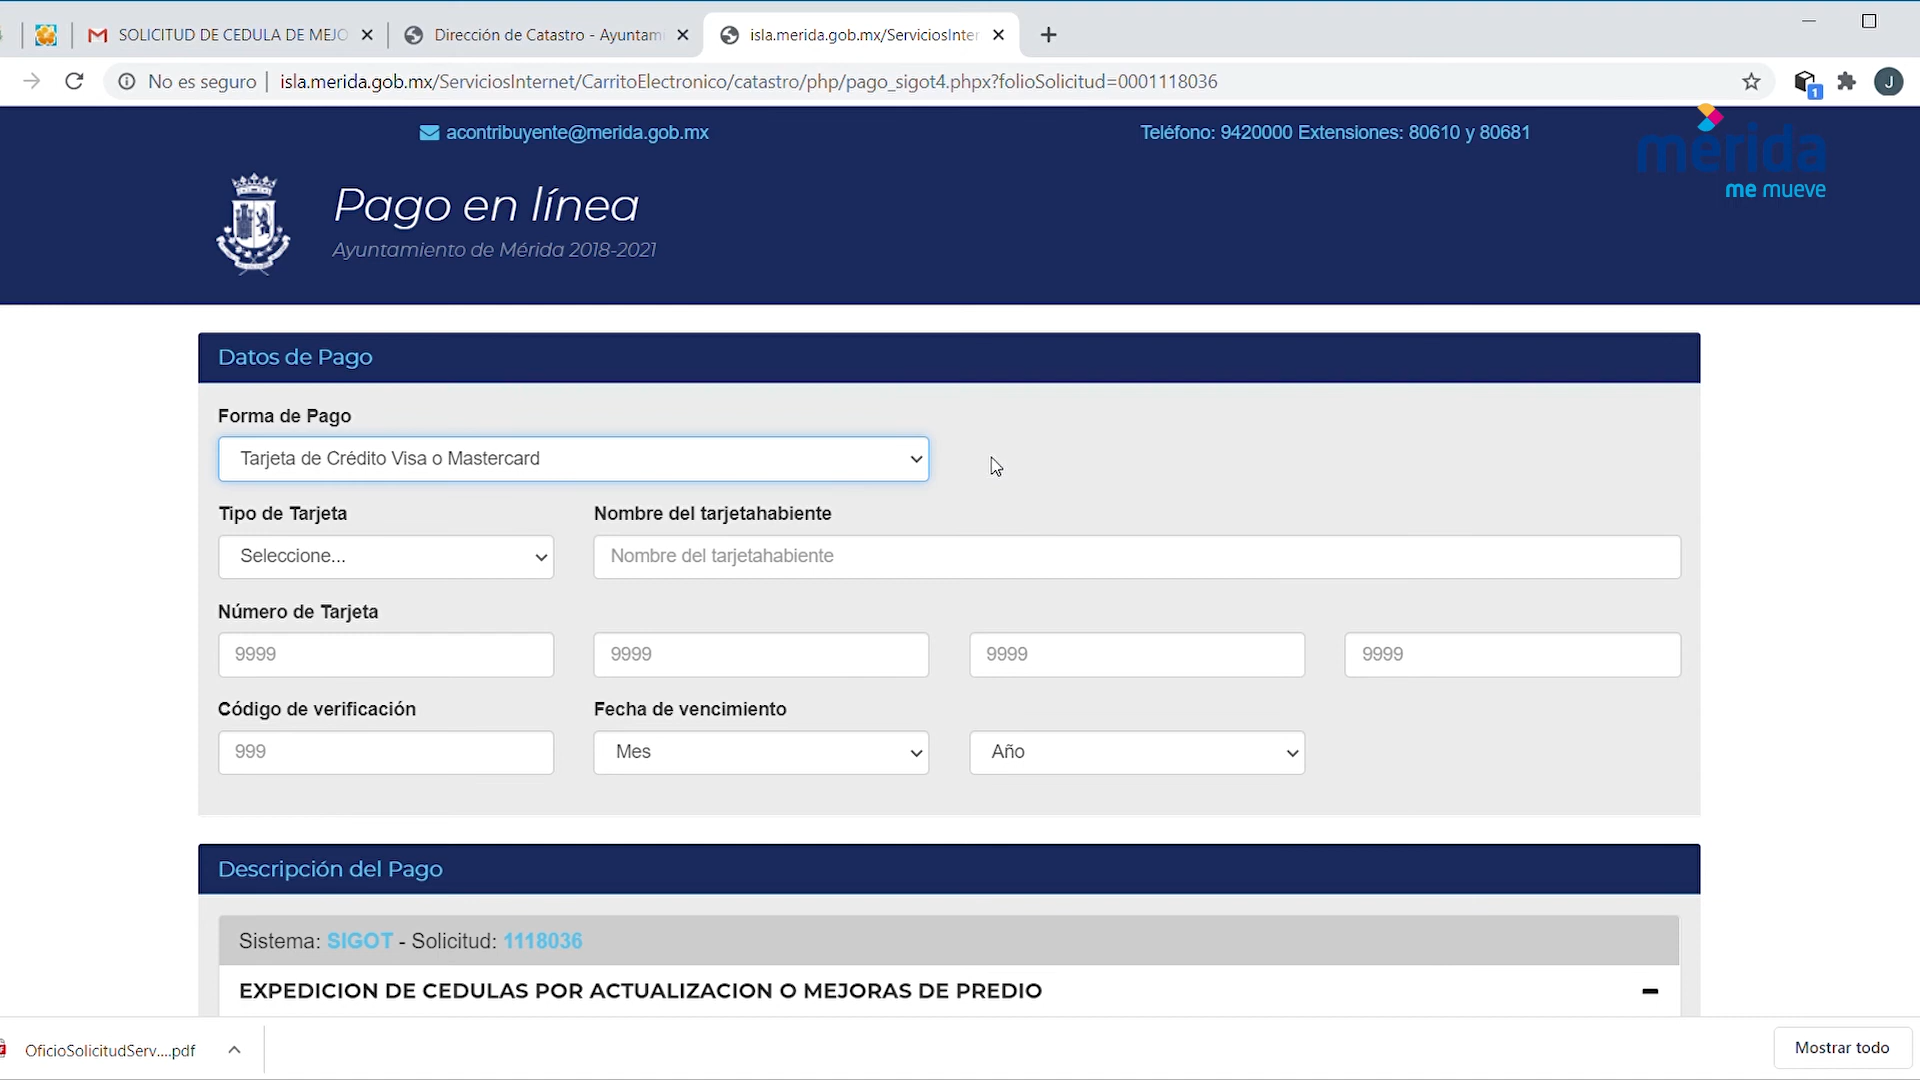 SOLICITUD DE CEDULA DE MEJO
Dirección de Catastro - Ayuntam
isla.merida.gob.mx/ServiciosInter
No es seguro | isla.merida.gob.mx/ServiciosInternet/CarritoElectronico/catastro/php/pago_sigot4.phpx?folioSolicitud=0001118036
1
J
acontribuyente@merida.gob.mx
Teléfono: 9420000 Extensiones: 80610 y 80681
mérida
me mueve
Pago en línea
Ayuntamiento de Mérida 2018-2021
Datos de Pago
Forma de Pago
Tarjeta de Crédito Visa o Mastercard
Tipo de Tarjeta
Nombre del tarjetahabiente
Seleccione...
Nombre del tarjetahabiente
Número de Tarjeta
9999
9999
9999
9999
Código de verificación
Fecha de vencimiento
999
Mes
Año
Descripción del Pago
Sistema: SIGOT - Solicitud: 1118036
EXPEDICION DE CEDULAS POR ACTUALIZACION O MEJORAS DE PREDIO
OficioSolicitudServ....pdf
Mostrar todo